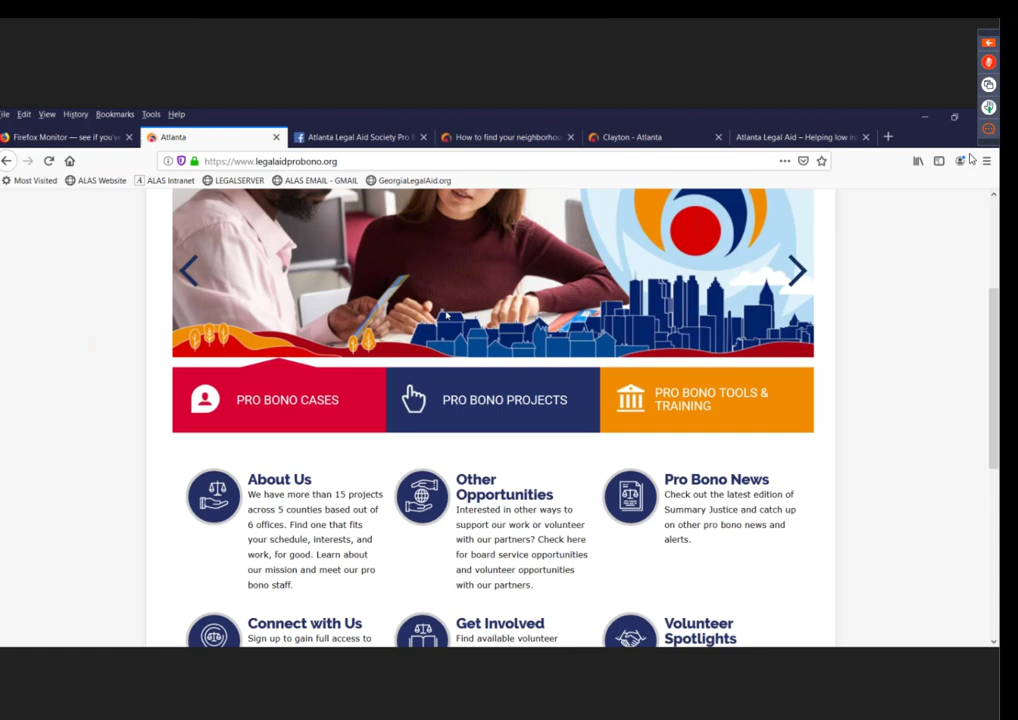 File Edit View History Bookmarks Tools Help
Firefox Monitor — see if you'v
Atlanta
Atlanta Legal Aid Society Pro
How to find your neighborhoo
Clayton - Atlanta
Atlanta Legal Aid – Helping low in
https://www.legalaidprobono.org
Most Visited ALAS Website ALAS Intranet LEGALSERVER ALAS EMAIL - GMAIL GeorgiaLegalAid.org
PRO BONO CASES
PRO BONO PROJECTS
PRO BONO TOOLS &
TRAINING
About Us
We have more than 15 projects
across 5 counties based out of
6 offices. Find one that fits
your schedule, interests, and
work, for good. Learn about
our mission and meet our pro
bono staff.
Other
Opportunities
Interested in other ways to
support our work or volunteer
with our partners? Check here
for board service opportunities
and volunteer opportunities
with our partners.
Pro Bono News
Check out the latest edition of
Summary Justice and catch up
on other pro bono news and
alerts.
Connect with Us
Sign up to gain full access to
Get Involved
Find available volunteer
Volunteer
Spotlights